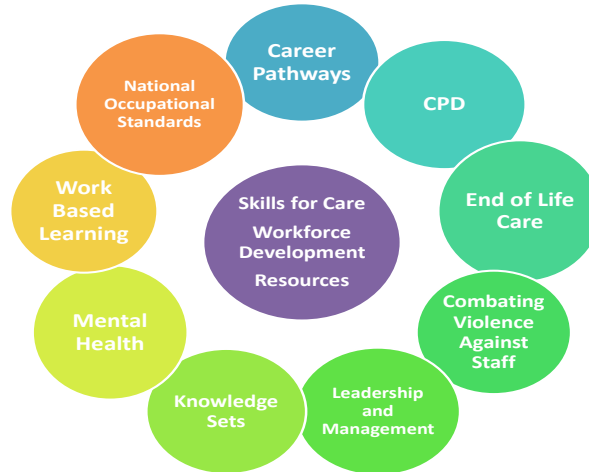 Career
Pathways
CPD
End of Life
Care
Combating
Violence
Against
Staff
Leadership
and
Management
Knowledge
Sets
Mental
Health
Work
Based
Learning
National
Occupational
Standards
Skills for Care
Workforce
Development
Resources